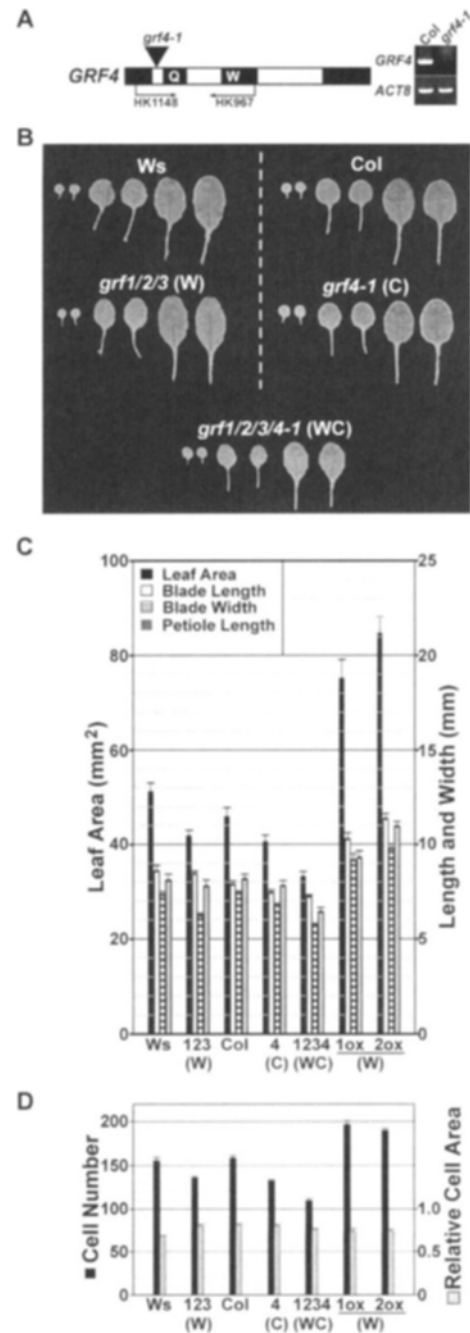 A
grf4-1
Col
grf4-1
GRF4
GRF4
Q
W
HK1148
HK967
ACT8
B
Ws
Col
grf1/2/3 (W)
grf4-1 (C)
grf1/2/3/4-1 (WC)
C
100
25
Leaf Area
Blade Length
Blade Width
Petiole Length
80
20
Leaf Area (mm²)
Length and Width (mm)
60
15
40
10
20
5
0
0
Ws 123 Col 4 1234 1ox 2ox
(W) (C) (WC) (W)
D
Cell Number
Relative Cell Area
200
150
100
1.0
50
0.5
0
0
Ws 123 Col 4 1234 1ox 2ox
(W) (C) (WC) (W)